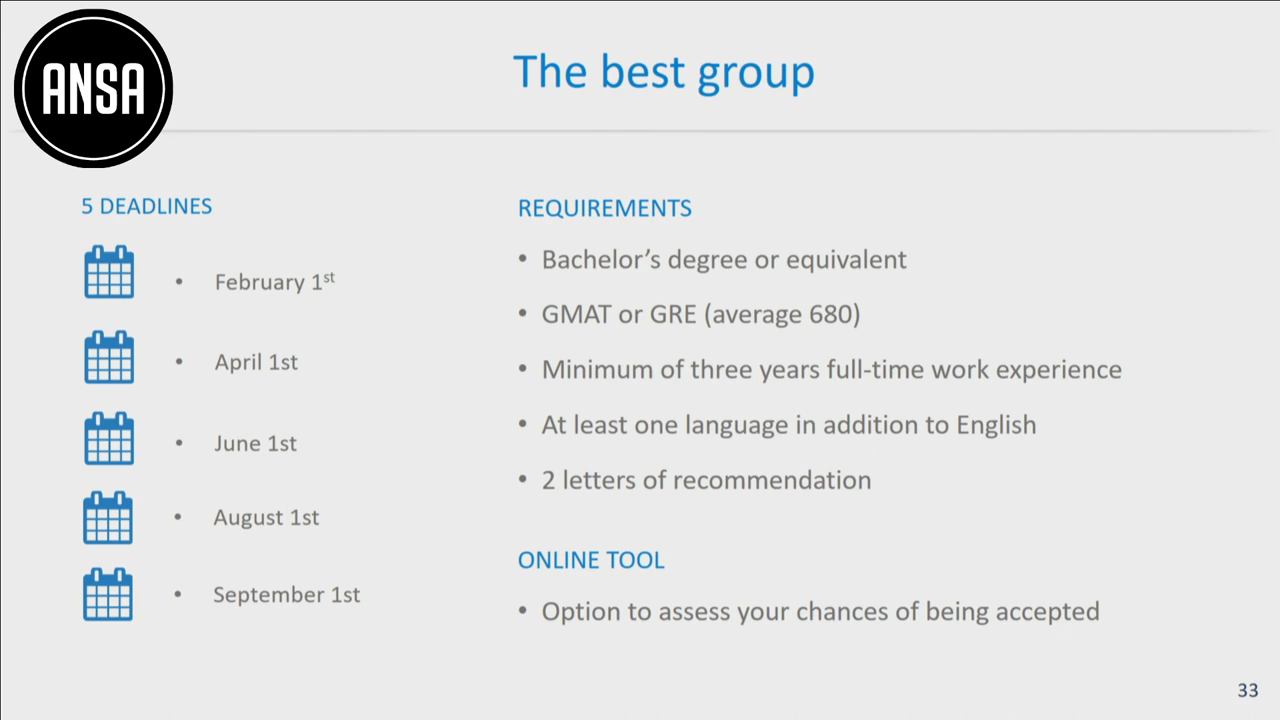 ANSA
The best group
5 DEADLINES
• February 1st
• April 1st
• June 1st
• August 1st
• September 1st
REQUIREMENTS
• Bachelor’s degree or equivalent
• GMAT or GRE (average 680)
• Minimum of three years full-time work experience
• At least one language in addition to English
• 2 letters of recommendation
ONLINE TOOL
• Option to assess your chances of being accepted
33